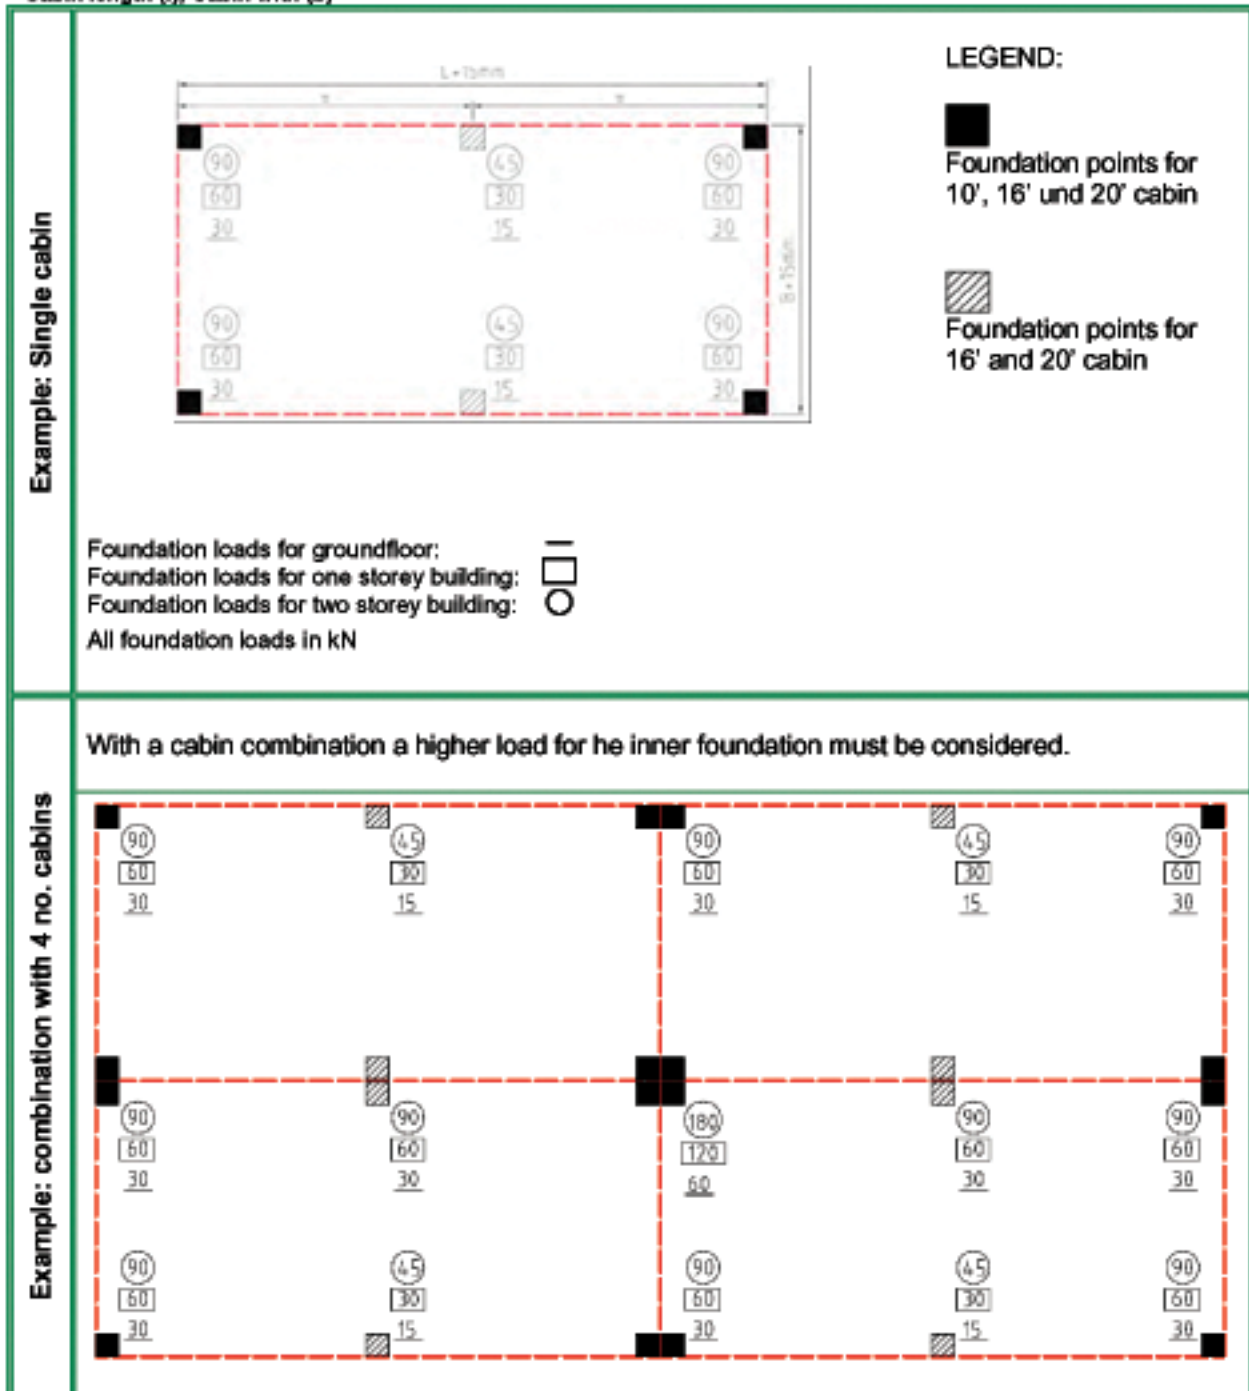 L+15mm
LEGEND:
90 45 90
60 30 60
30 15 30
Foundation points for
10', 16' und 20' cabin
B+15mm
90 45 90
60 30 60
30 15 30
Foundation points for
16' and 20' cabin
Example: Single cabin
Foundation loads for groundfloor:
Foundation loads for one storey building:
Foundation loads for two storey building:
All foundation loads in kN
With a cabin combination a higher load for he inner foundation must be considered.
Example: combination with 4 no. cabins
90 45 90 45 90
60 30 60 30 60
30 15 30 15 30
90 90 180 90 90
60 60 120 60 60
30 30 60 30 30
90 45 90 45 90
60 30 60 30 60
30 15 30 15 30